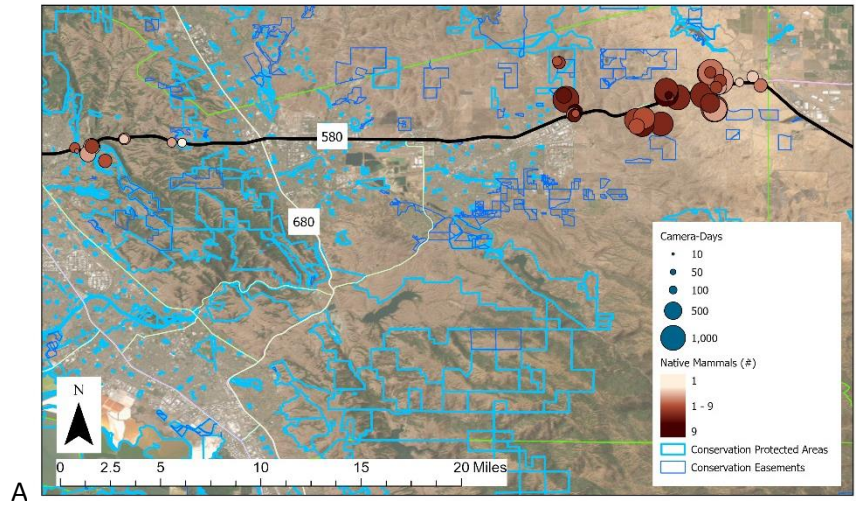 580
680
Camera-Days
10
50
100
500
1,000
Native Mammals (#)
1
1 - 9
9
Conservation Protected Areas
Conservation Easements
N
0 2.5 5 10 15 20 Miles
A